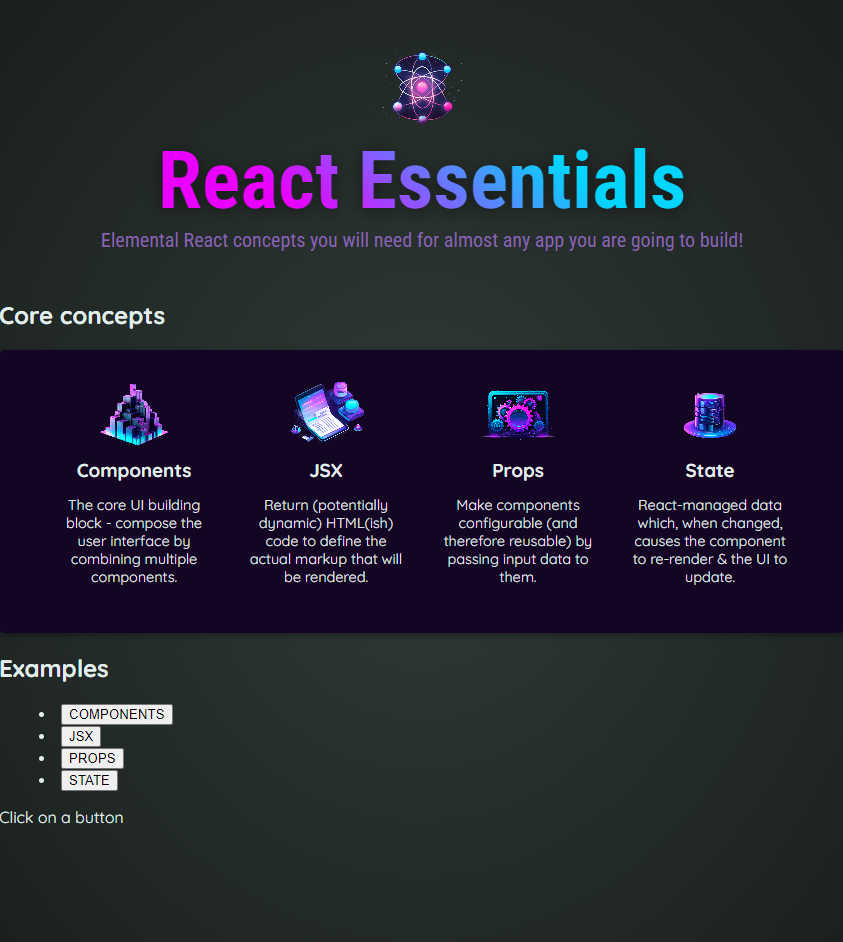 React Essentials
Elemental React concepts you will need for almost any app you are going to build!
Core concepts
Components
The core UI building
block - compose the
user interface by
combining multiple
components.
JSX
Return (potentially
dynamic) HTML(ish)
code to define the
actual markup that will
be rendered.
Props
Make components
configurable (and
therefore reusable) by
passing input data to
them.
State
React-managed data
which, when changed,
causes the component
to re-render & the UI to
update.
Examples
COMPONENTS
JSX
PROPS
STATE
Click on a button